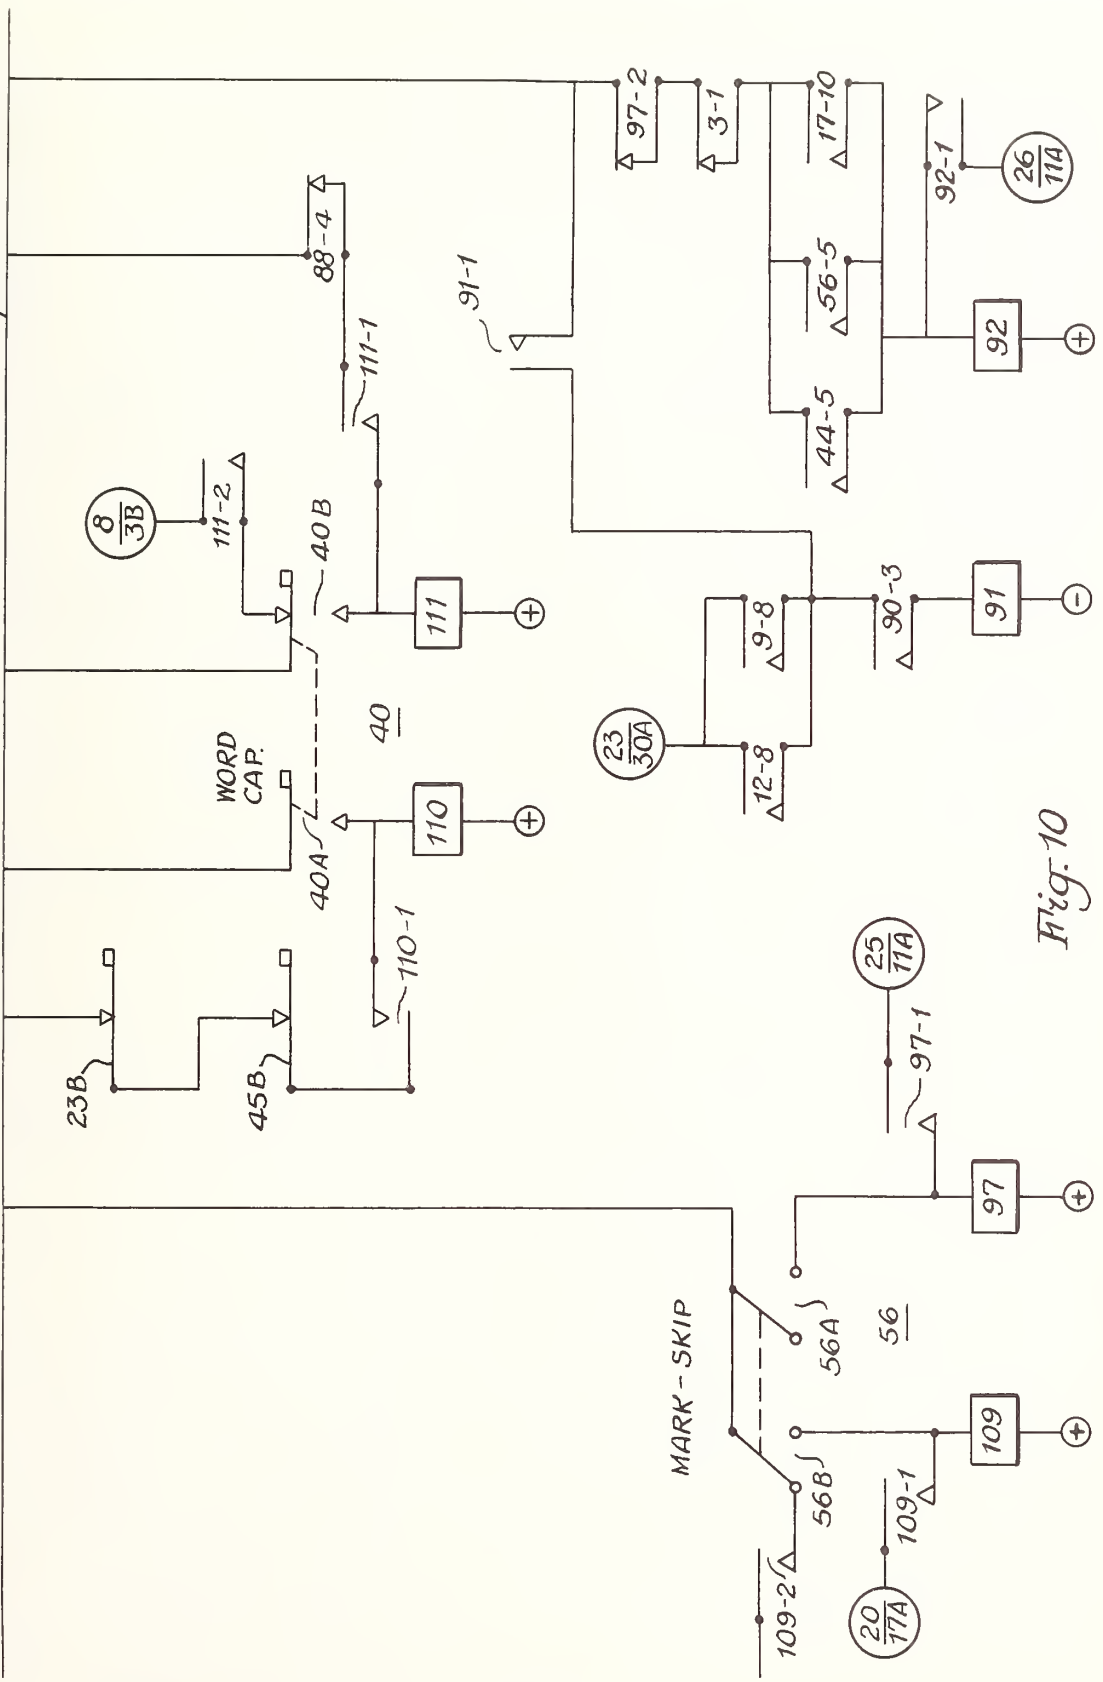 8
3B
111-2
88-4
97-2
3-1
17-10
92-1
26
11A
56-5
44-5
92
91-1
111-1
40B
111
WORD
CAP.
40
40A
110
110-1
23B
45B
23
30A
9-8
12-8
90-3
91
25
11A
97-1
97
MARK-SKIP
56A
56
56B
109
109-1
109-2
20
17A
+
+
+
-
+
+
Fig. 10